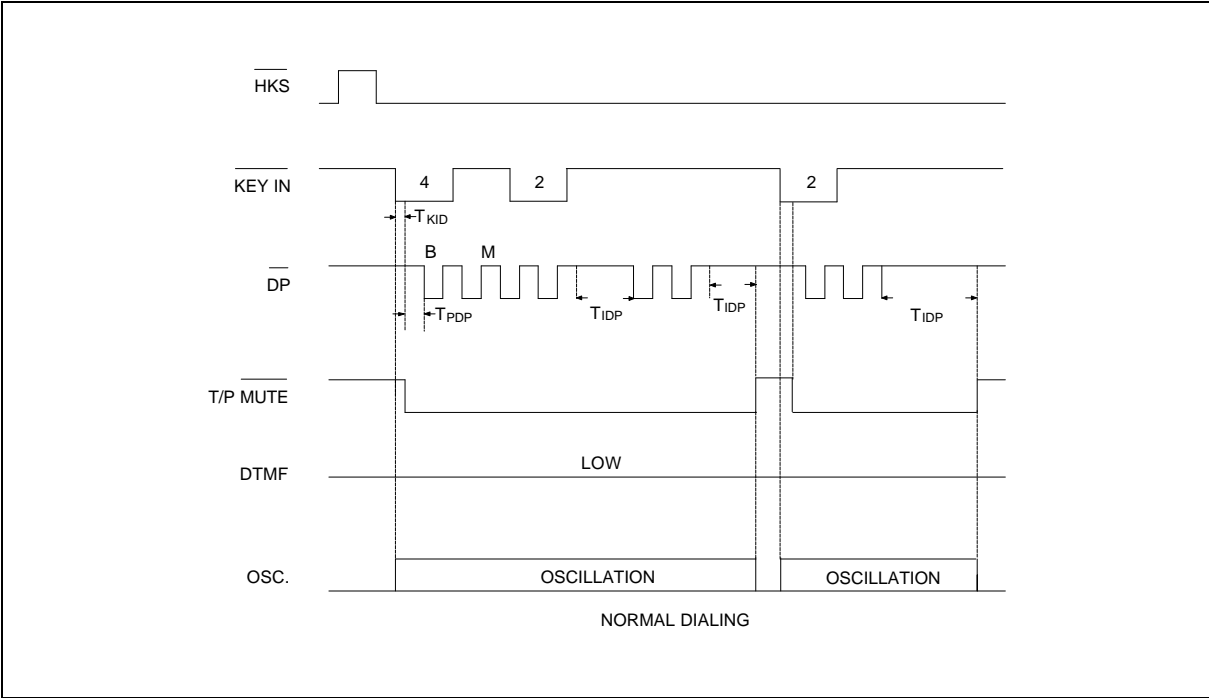 HKS
KEY IN
4
2
2
TKID
B
M
DP
TPDP
TIDP
TIDP
TIDP
T/P MUTE
LOW
DTMF
OSC.
OSCILLATION
OSCILLATION
NORMAL DIALING